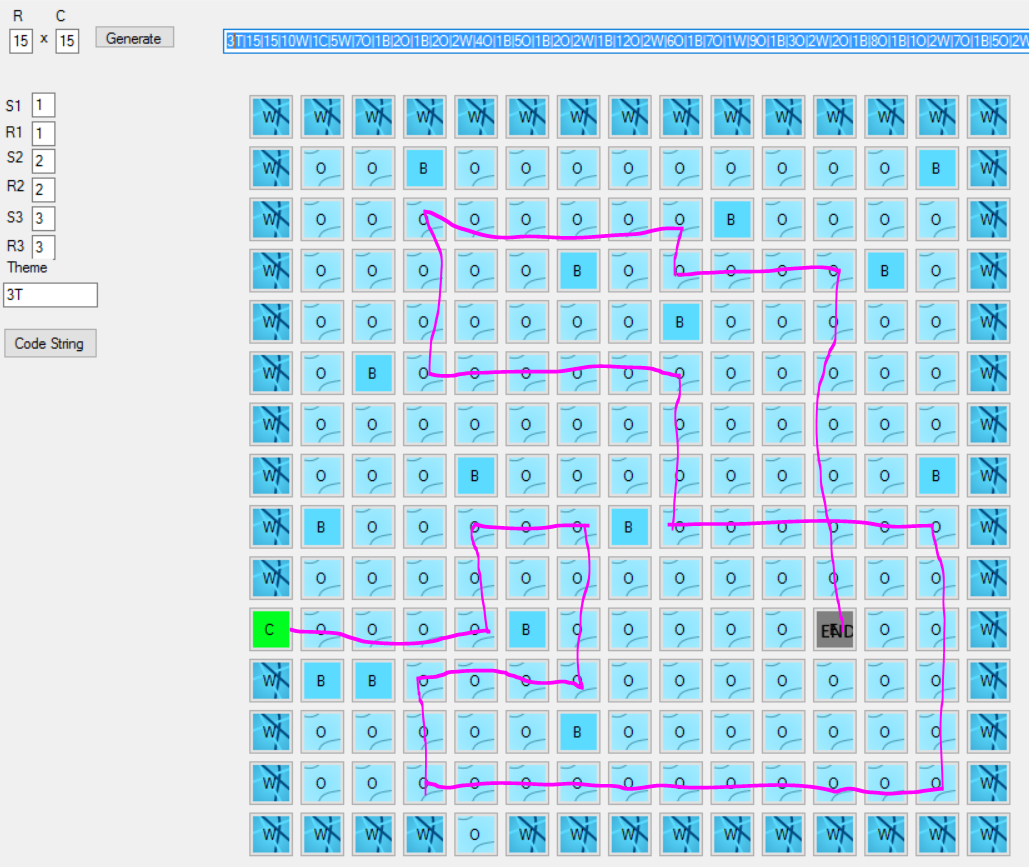 R C
15 x 15 Generate
3T|15|15|10W|1C|5W|7O|1B|2O|1B|2O|2W|4O|1B|5O|1B|2O|2W|1B|12O|2W|6O|1B|7O|1W|9O|1B|3O|2W|2O|1B|8O|1B|1O|2W|7O|1B|5O|2W
S1 1
R1 1
S2 2
R2 2
S3 3
R3 3
Theme
3T
Code String
W W W W W W W W W W W W W W W
W O O B O O O O O O O O O B W
W O O O O O O O O B O O O O W
W O O O O O B O O O O O B O W
W O O O O O O O B O O O O O W
W O B O O O O O O O O O O O W
W O O O O O O O O O O O O O W
W O O O B O O O O O O O O B W
W B O O O O O B O O O O O O W
W O O O O O O O O O O O O O W
C O O O O B O O O O O END O O W
W B B O O O O O O O O O O O W
W O O O O O B O O O O O O O W
W O O O O O O O O O O O O O W
W W W W O W W W W W W W W W W